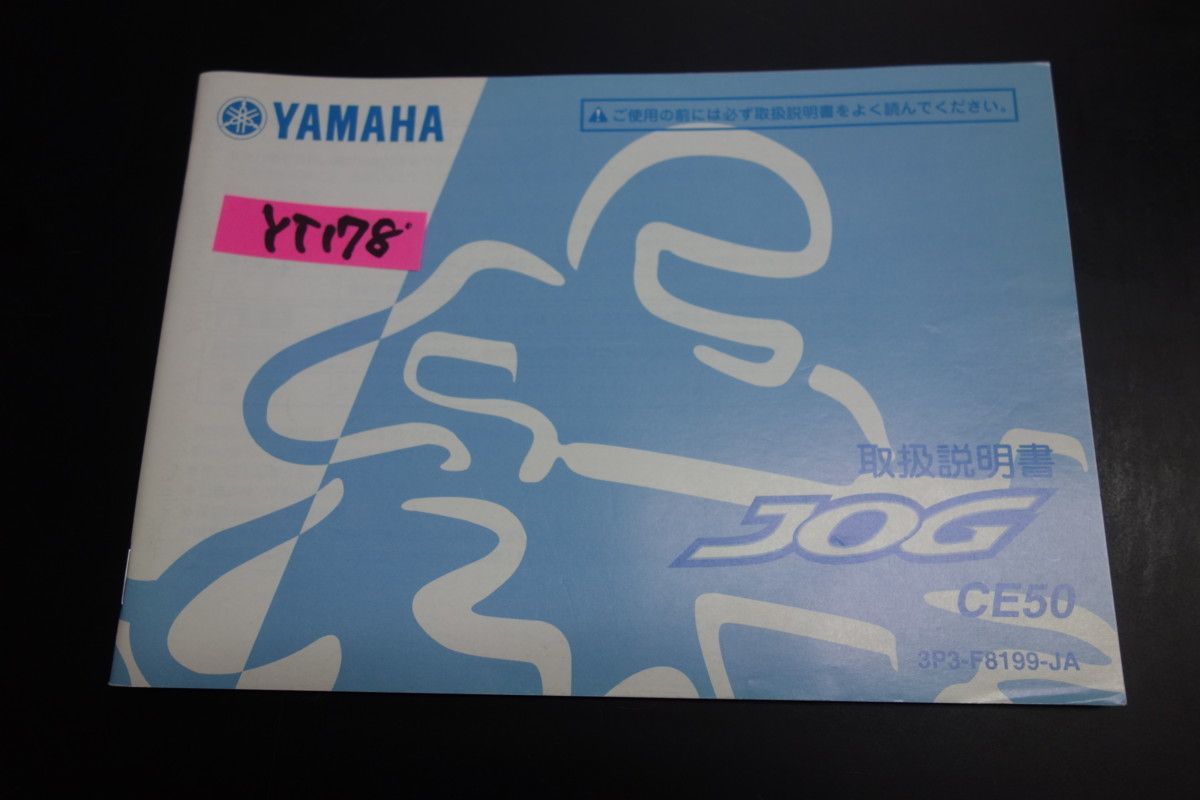 YAMAHA
ご使用の前には必ず取扱説明書をよく読んでください。
YT178
取扱説明書
JOG
CE50
3P3-F8199-JA